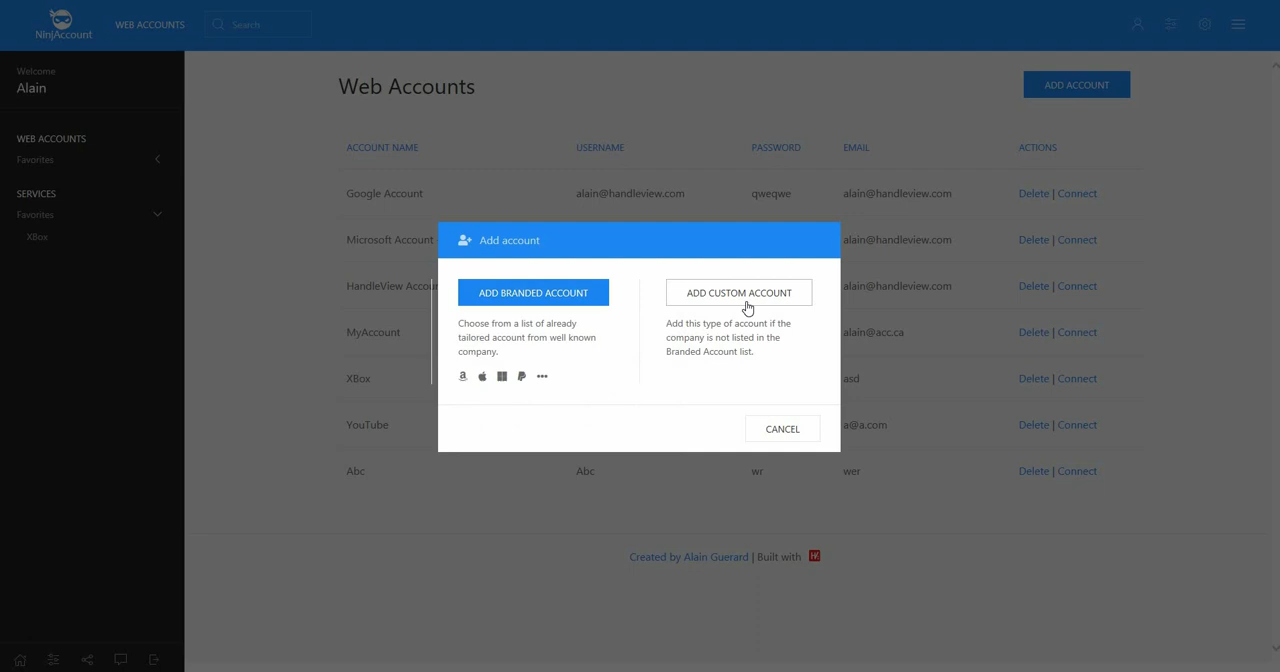 NinjAccount
WEB ACCOUNTS
Search
Welcome
Alain
WEB ACCOUNTS
Favorites
SERVICES
Favorites
XBox
Web Accounts
ADD ACCOUNT
ACCOUNT NAME USERNAME PASSWORD EMAIL ACTIONS
Google Account alain@handleview.com qweqwe alain@handleview.com Delete | Connect
Microsoft Account alain@handleview.com Delete | Connect
HandleView Accou alain@handleview.com Delete | Connect
MyAccount alain@acc.ca Delete | Connect
XBox asd Delete | Connect
YouTube a@a.com Delete | Connect
Abc Abc wr wer Delete | Connect
Add account
ADD BRANDED ACCOUNT
Choose from a list of already
tailored account from well known
company.
ADD CUSTOM ACCOUNT
Add this type of account if the
company is not listed in the
Branded Account list.
CANCEL
Created by Alain Guerard | Built with